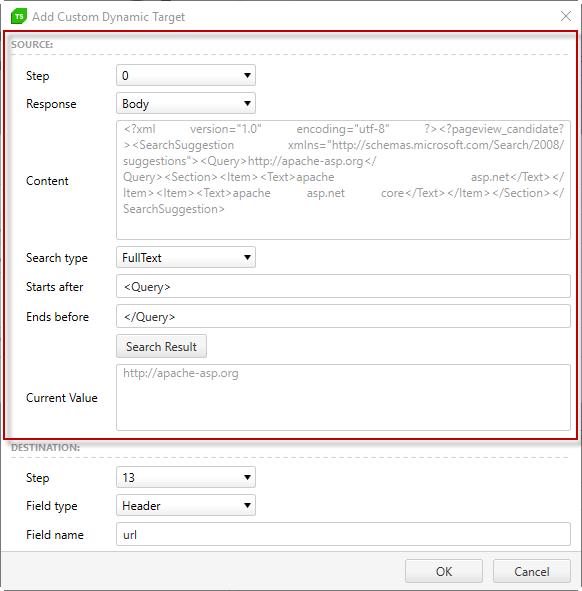 TS Add Custom Dynamic Target
SOURCE:
Step 0
Response Body
Content
<?xml version="1.0" encoding="utf-8" ?><?pageview_candidate?
><SearchSuggestion xmlns="http://schemas.microsoft.com/Search/2008/
suggestions"><Query>http://apache-asp.org</
Query><Section><Item><Text>apache asp.net</Text></
Item><Item><Text>apache asp.net core</Text></Item></Section></
SearchSuggestion>
Search type FullText
Starts after <Query>
Ends before </Query>
Search Result
Current Value http://apache-asp.org
DESTINATION:
Step 13
Field type Header
Field name url
OK Cancel